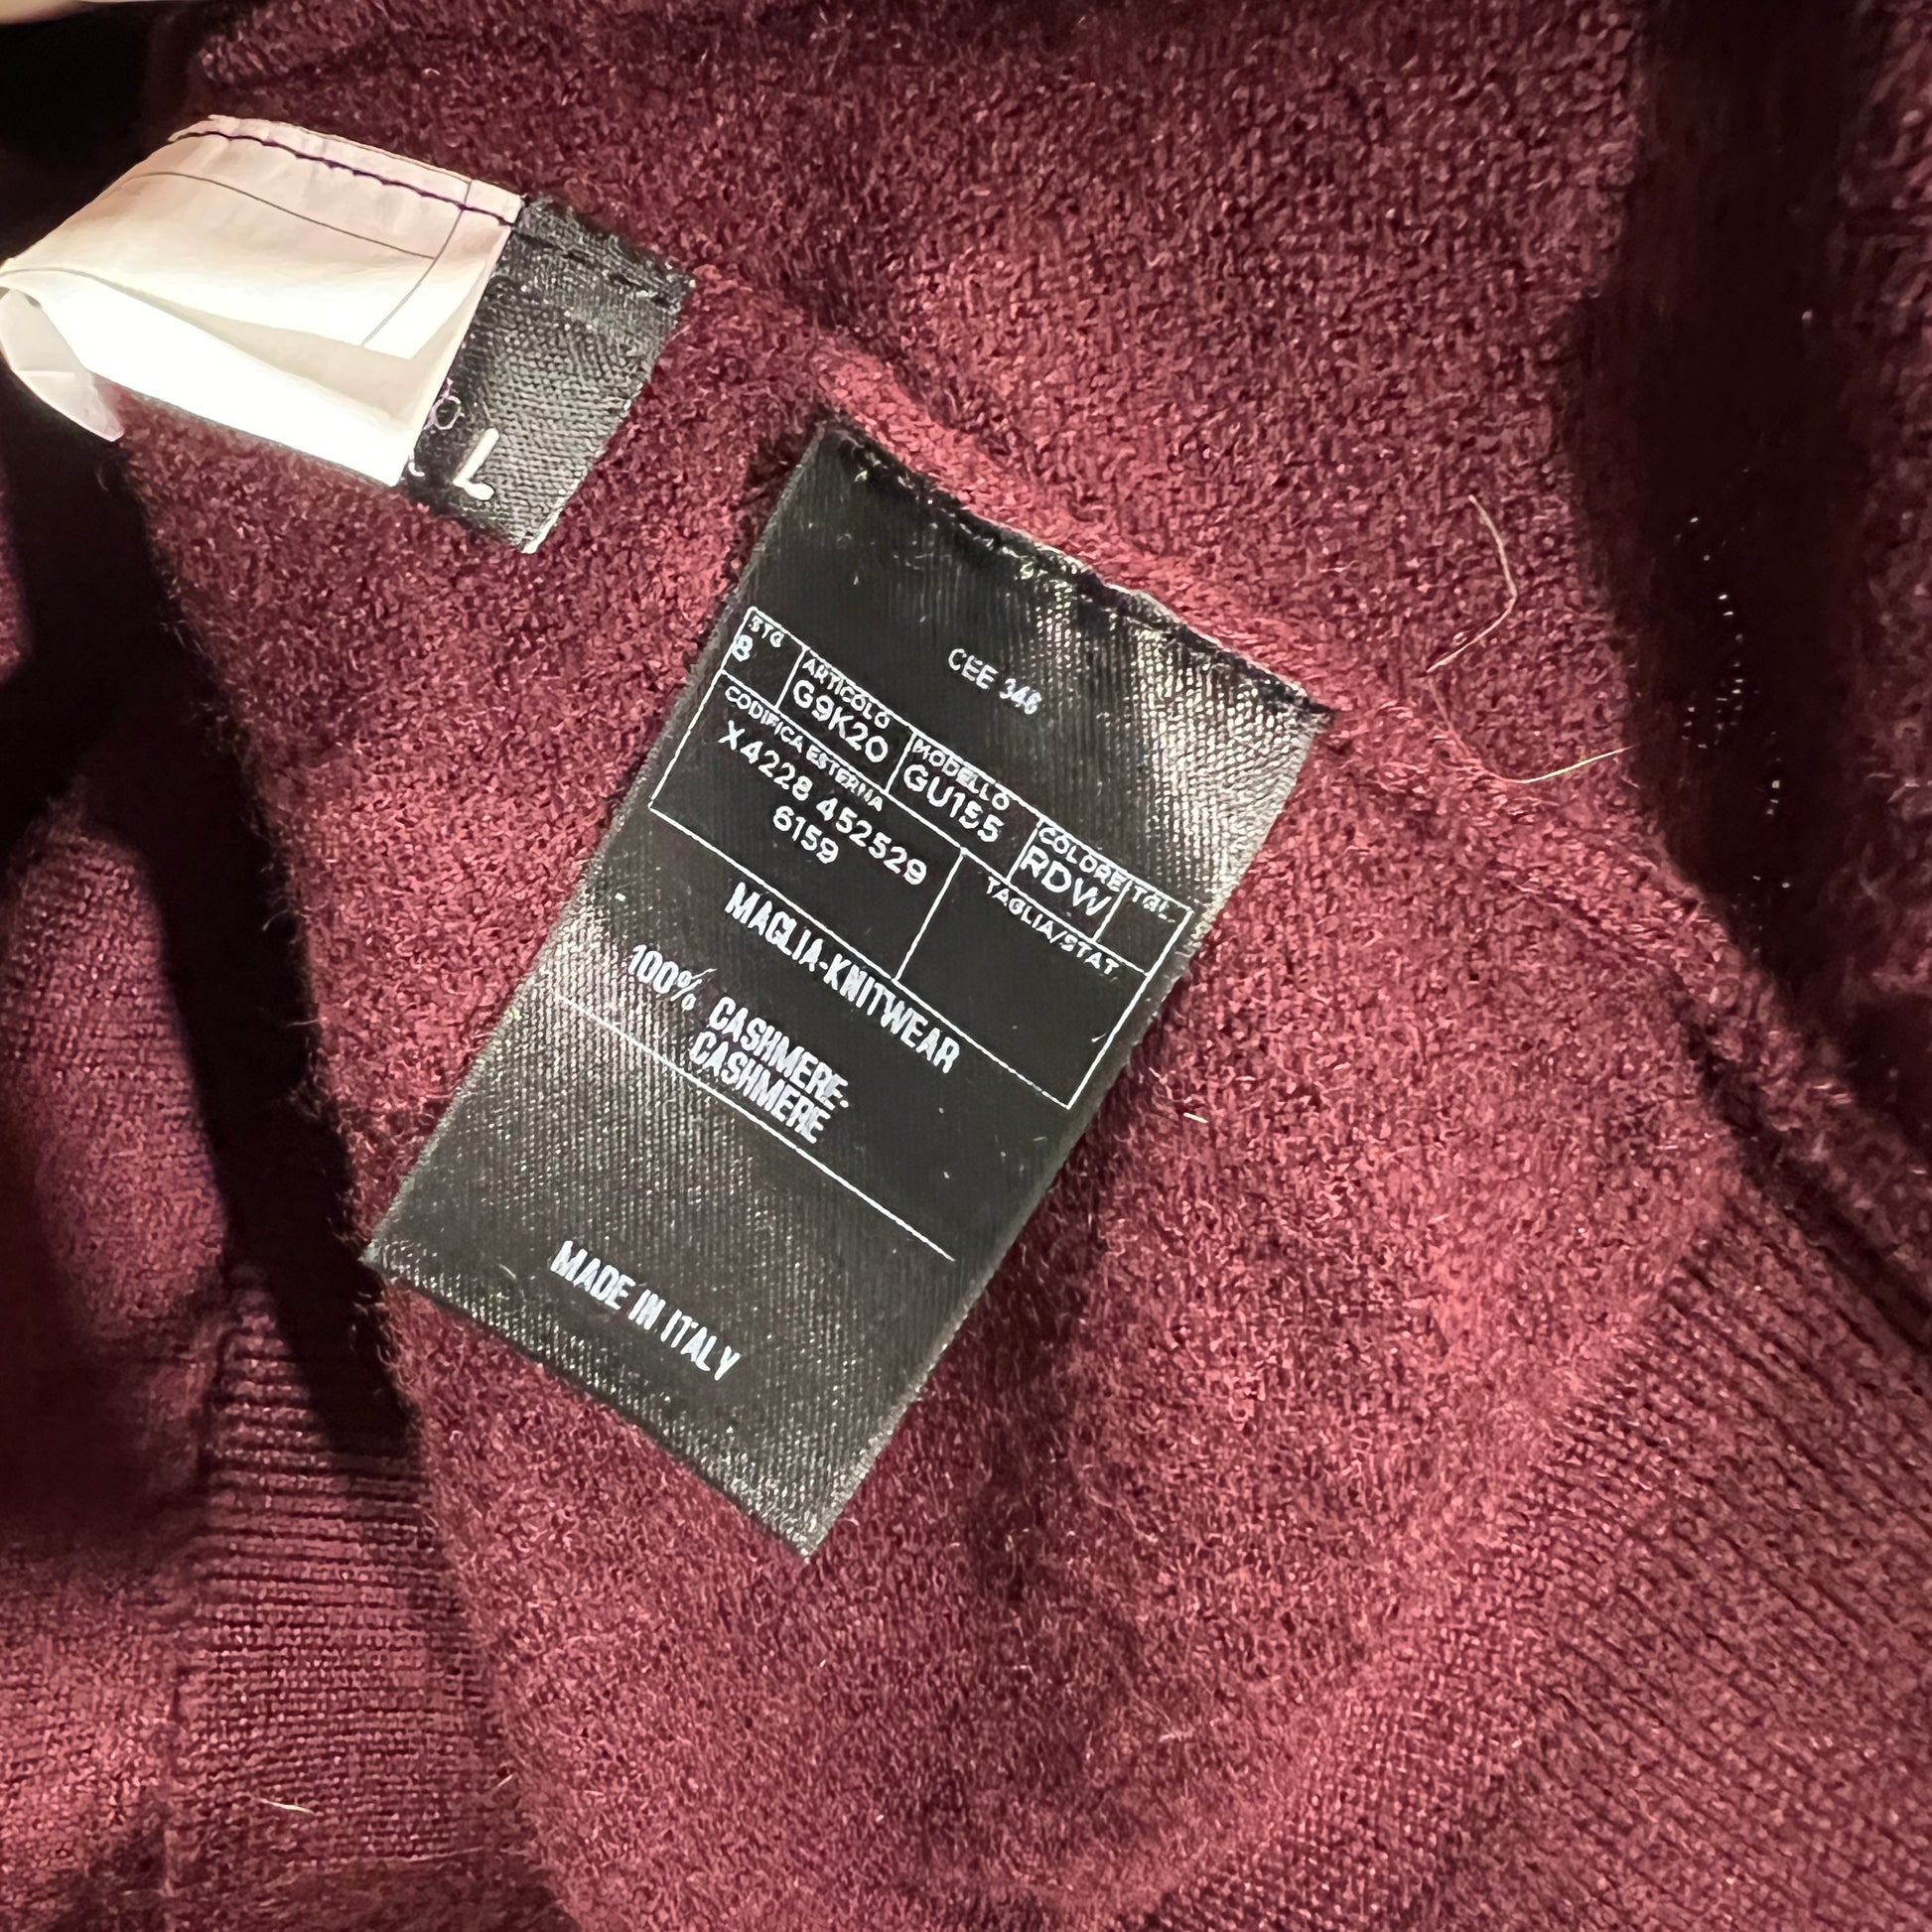 L
CEE 346
STG ARTICOLO MODELLO COLORE TGL.
8 G9K20 GU155 RDW
CODIFICA ESTERNA TAGLIA/STAT
X4228 452529
6159
MAGLIA-KNITWEAR
100% CASHMERE-
CASHMERE
MADE IN ITALY